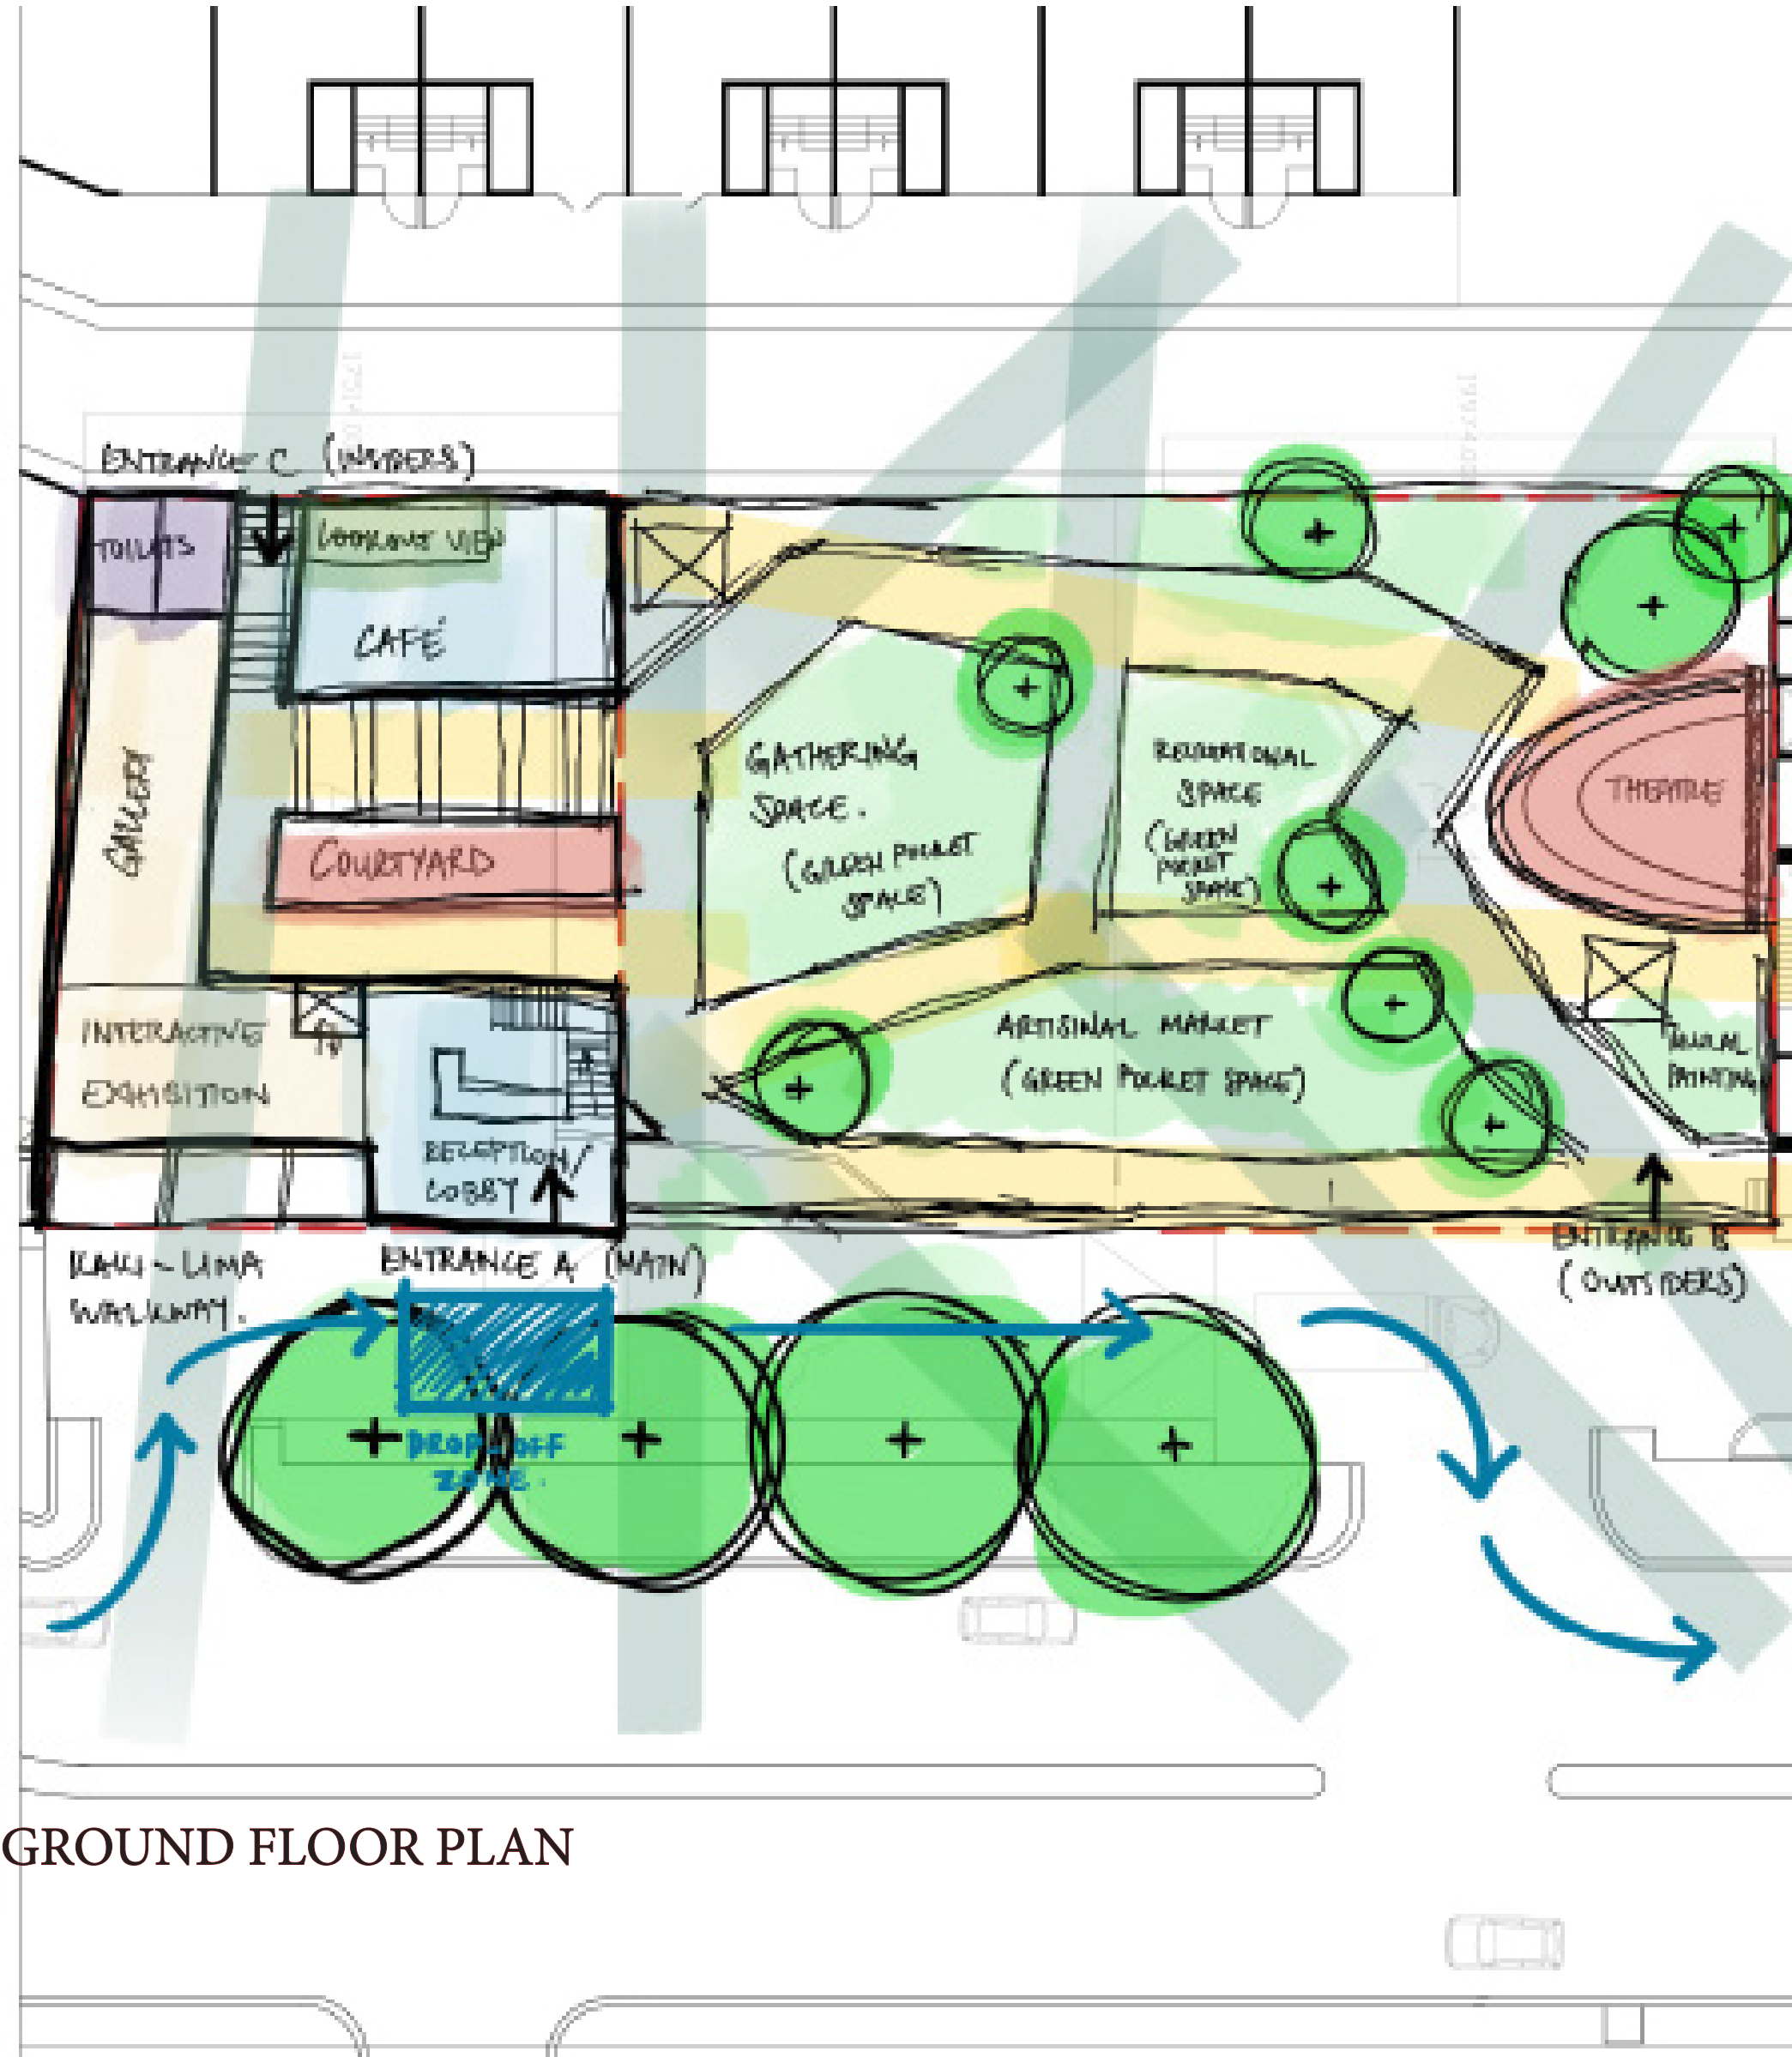 ENTRANCE C (INSIDERS)
TOILETS
LOOKOUT VIEW
CAFÉ
GALLERY
COURTYARD
GATHERING
SPACE.
(GREEN POCKET
SPACE)
RECREATIONAL
SPACE
(GREEN
POCKET
SPACE)
THEATRE
INTERACTIVE
EXHIBITION
RECEPTION/
LOBBY
ARTISINAL MARKET
(GREEN POCKET SPACE)
MURAL
PAINTING
KAKI-LIMA
WALKWAY.
ENTRANCE A (MAIN)
ENTRANCE B
(OUTSIDERS)
DROP-OFF
ZONE.
GROUND FLOOR PLAN